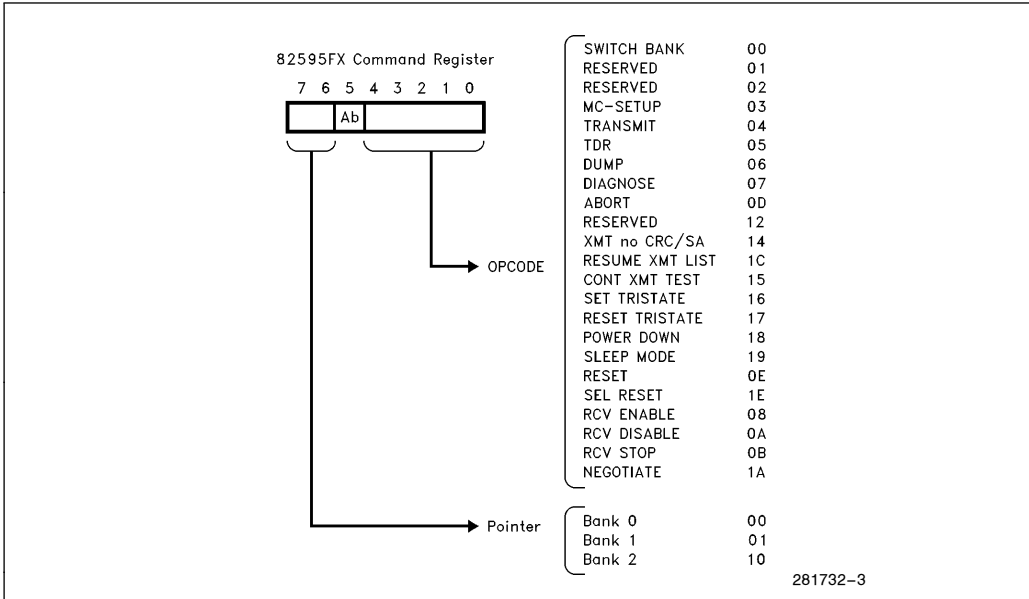 82595FX Command Register
7 6 5 4 3 2 1 0
Ab
OPCODE
SWITCH BANK 00
RESERVED 01
RESERVED 02
MC-SETUP 03
TRANSMIT 04
TDR 05
DUMP 06
DIAGNOSE 07
ABORT 0D
RESERVED 12
XMT no CRC/SA 14
RESUME XMT LIST 1C
CONT XMT TEST 15
SET TRISTATE 16
RESET TRISTATE 17
POWER DOWN 18
SLEEP MODE 19
RESET 0E
SEL RESET 1E
RCV ENABLE 08
RCV DISABLE 0A
RCV STOP 0B
NEGOTIATE 1A
Pointer
Bank 0 00
Bank 1 01
Bank 2 10
281732-3